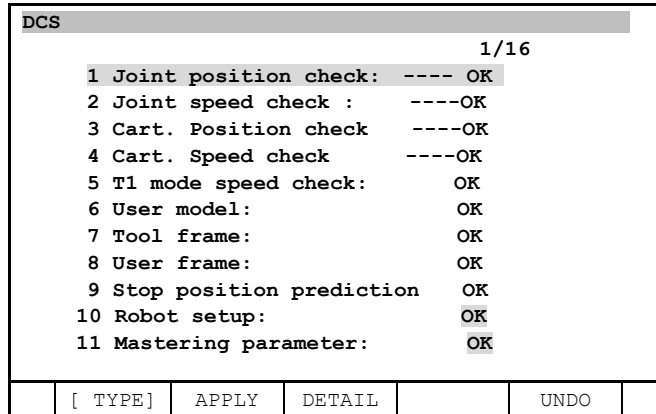 DCS
1/16
1 Joint position check: ---- OK
2 Joint speed check : ----OK
3 Cart. Position check ----OK
4 Cart. Speed check ----OK
5 T1 mode speed check: OK
6 User model: OK
7 Tool frame: OK
8 User frame: OK
9 Stop position prediction OK
10 Robot setup: OK
11 Mastering parameter: OK
[ TYPE] APPLY DETAIL UNDO